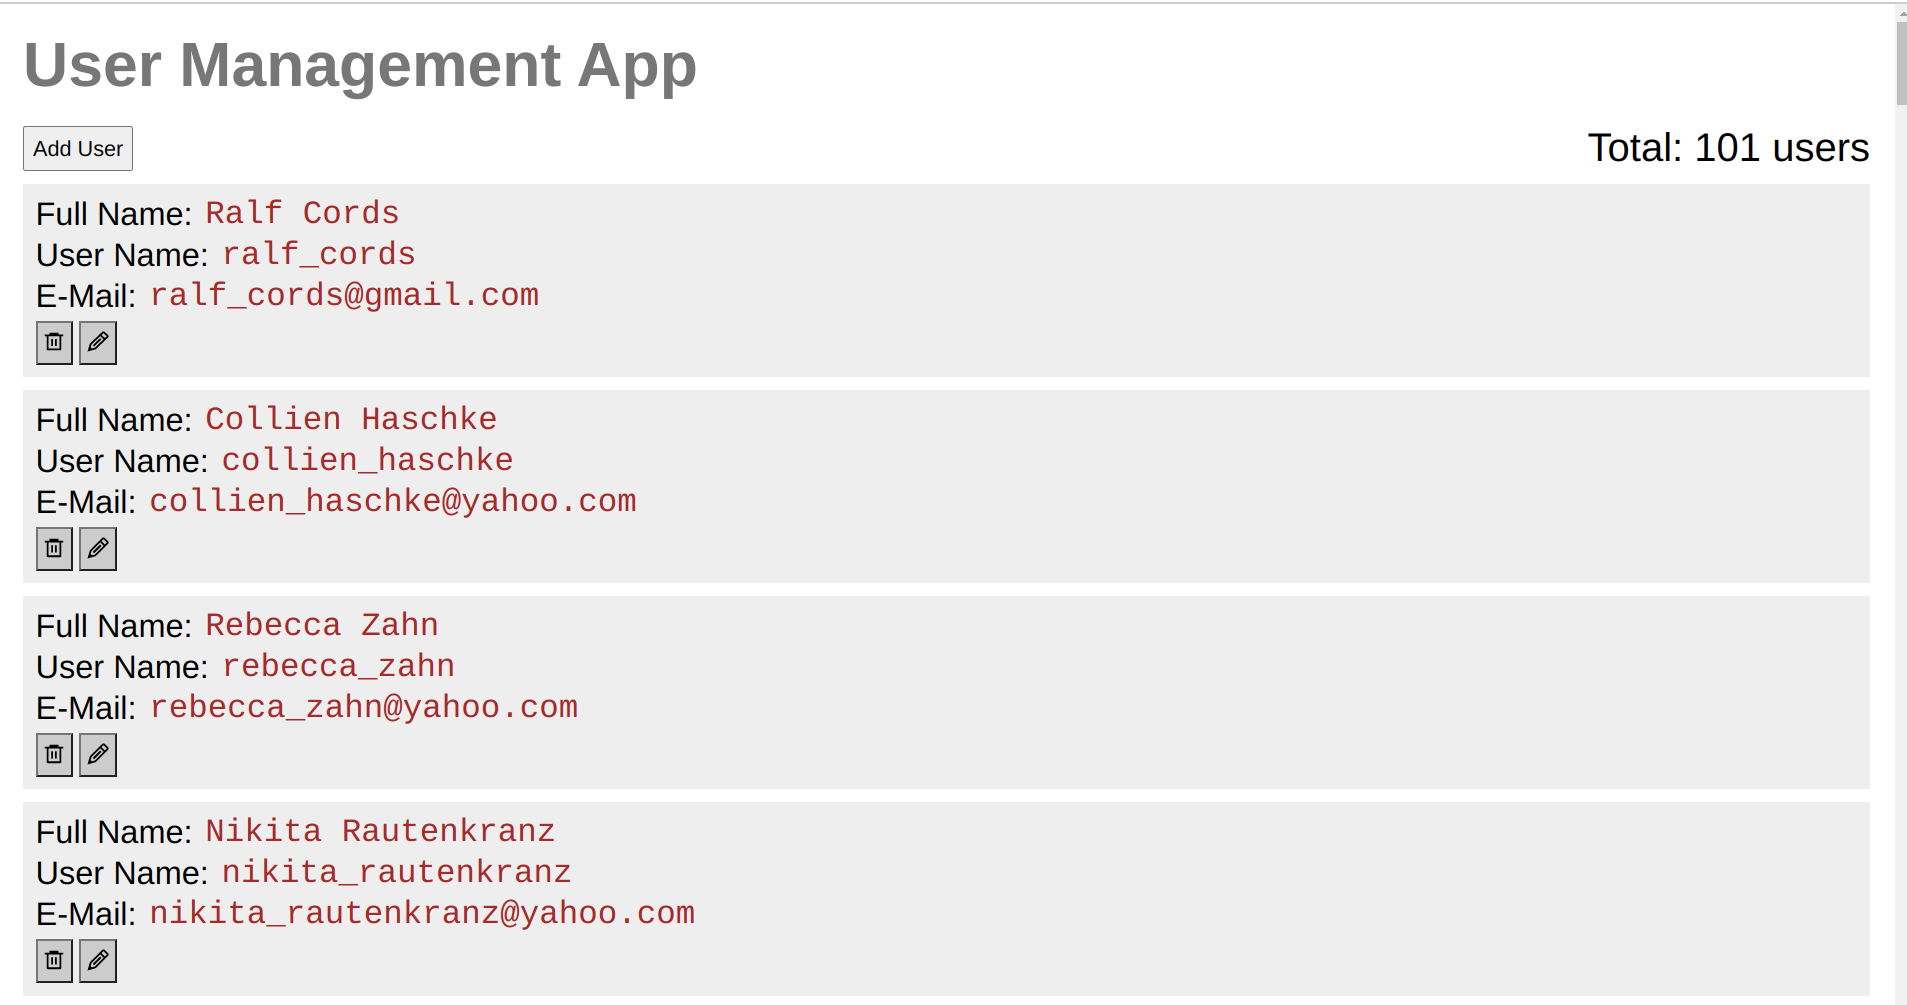 User Management App
Add User
Total: 101 users
Full Name: Ralf Cords
User Name: ralf_cords
E-Mail: ralf_cords@gmail.com
Full Name: Collien Haschke
User Name: collien_haschke
E-Mail: collien_haschke@yahoo.com
Full Name: Rebecca Zahn
User Name: rebecca_zahn
E-Mail: rebecca_zahn@yahoo.com
Full Name: Nikita Rautenkranz
User Name: nikita_rautenkranz
E-Mail: nikita_rautenkranz@yahoo.com